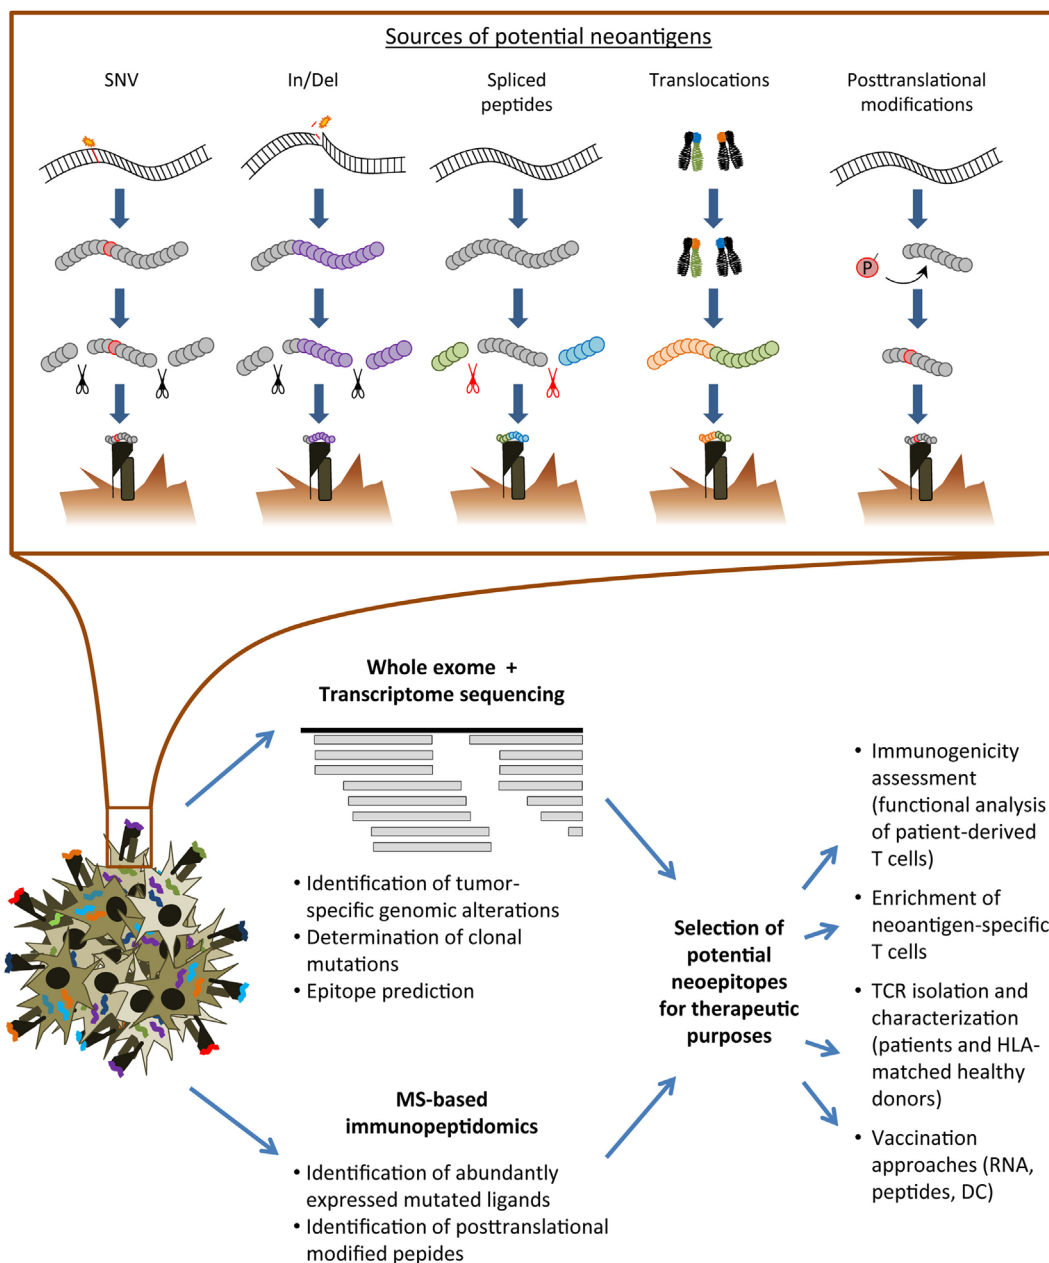 Sources of potential neoantigens
SNV
In/Del
Spliced
peptides
Translocations
Posttranslational
modifications
P
Whole exome +
Transcriptome sequencing
• Identification of tumor-
specific genomic alterations
• Determination of clonal
mutations
• Epitope prediction
MS-based
immunopeptidomics
• Identification of abundantly
expressed mutated ligands
• Identification of posttranslational
modified pepides
Selection of
potential
neoepitopes
for therapeutic
purposes
• Immunogenicity
assessment
(functional analysis
of patient-derived
T cells)
• Enrichment of
neoantigen-specific
T cells
• TCR isolation and
characterization
(patients and HLA-
matched healthy
donors)
• Vaccination
approaches (RNA,
peptides, DC)